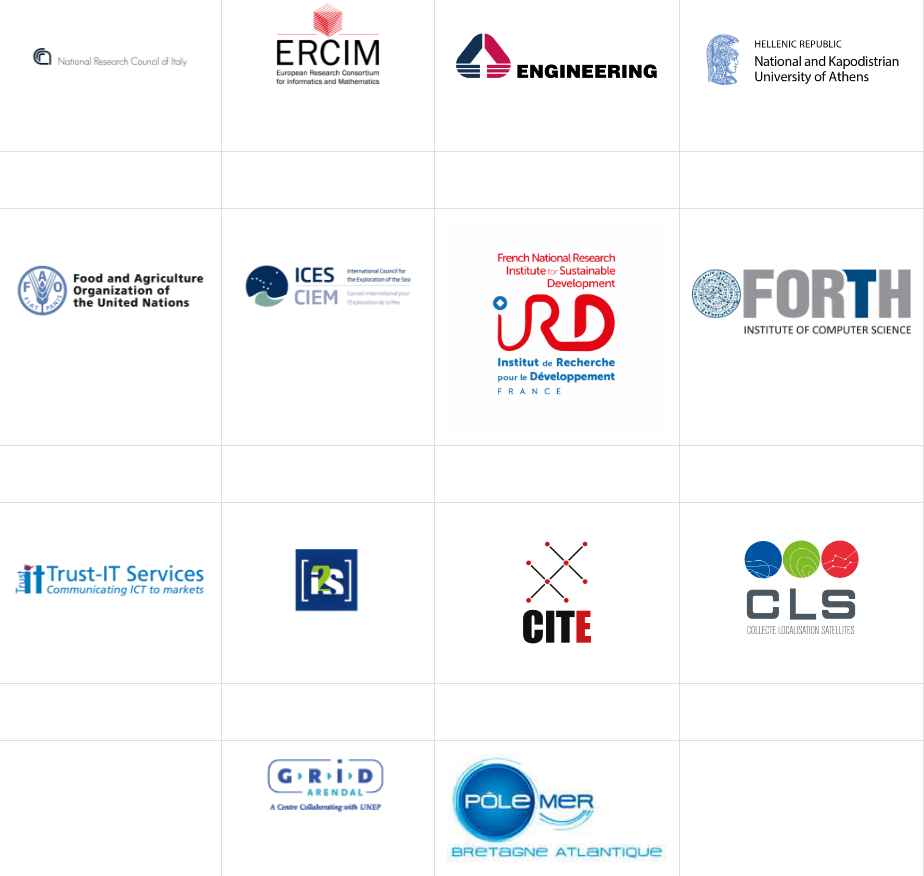 National Research Council of Italy
ERCIM
European Research Consortium
for Informatics and Mathematics
ENGINEERING
HELLENIC REPUBLIC
National and Kapodistrian
University of Athens
FAO
FIAT PANIS
Food and Agriculture
Organization of
the United Nations
ICES
International Council for
the Exploration of the Sea
CIEM
Conseil International pour
l'Exploration de la Mer
French National Research
Institute for Sustainable
Development
IRD
Institut de Recherche
pour le Développement
FRANCE
FORTH
INSTITUTE OF COMPUTER SCIENCE
Trust
it
Trust-IT Services
Communicating ICT to markets
[i2s]
CITE
CLS
COLLECTE LOCALISATION SATELLITES
GRiD
ARENDAL
A Centre Collaborating with UNEP
PÔLE MER
BRETAGNE ATLANTIQUE